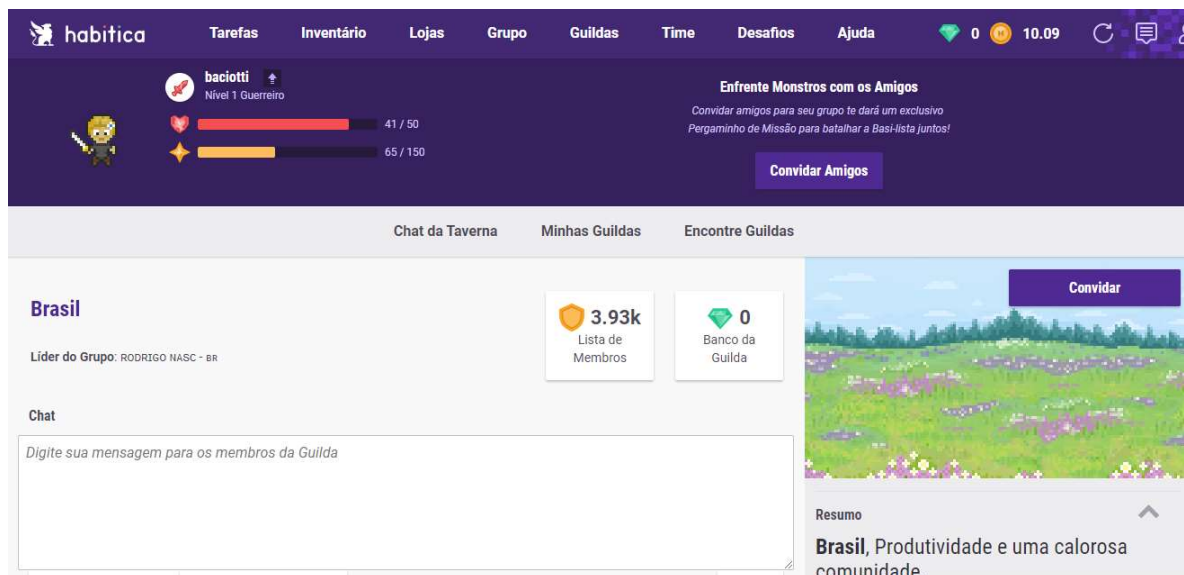 habitica
Tarefas Inventário Lojas Grupo Guildas Time Desafios Ajuda 0 10.09
baciotti
Nível 1 Guerreiro
41 / 50
65 / 150
Enfrente Monstros com os Amigos
Convidar amigos para seu grupo te dará um exclusivo
Pergaminho de Missão para batalhar a Basi-lista juntos!
Convidar Amigos
Chat da Taverna Minhas Guildas Encontre Guildas
Brasil
Líder do Grupo: RODRIGO NASC - BR
3.93k
Lista de
Membros
0
Banco da
Guilda
Convidar
Chat
Digite sua mensagem para os membros da Guilda
Resumo
Brasil, Produtividade e uma calorosa
comunidade